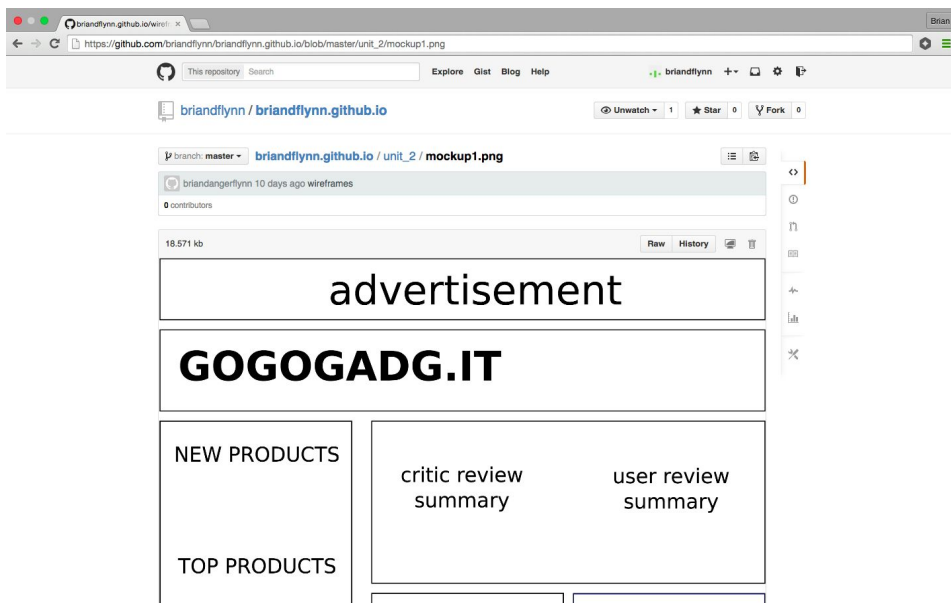 briandflynn.github.io/wirefr
Brian
https://github.com/briandflynn/briandflynn.github.io/blob/master/unit_2/mockup1.png
This repository Search Explore Gist Blog Help briandflynn
briandflynn / briandflynn.github.io Unwatch 1 Star 0 Fork 0
branch: master briandflynn.github.io / unit_2 / mockup1.png
briandangerflynn 10 days ago wireframes
0 contributors
18.571 kb Raw History
advertisement
GOGOGADG.IT
NEW PRODUCTS
critic review
summary
user review
summary
TOP PRODUCTS